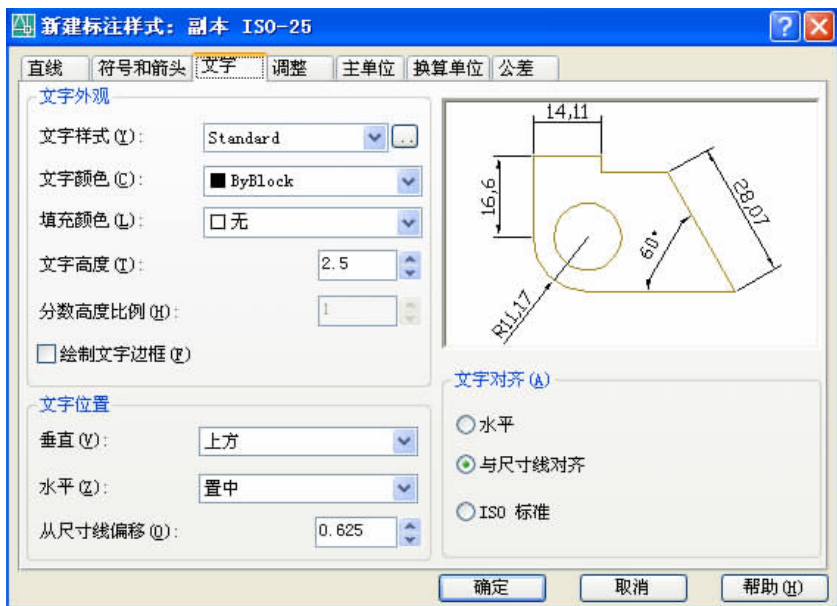 新建标注样式: 副本 ISO-25
直线 符号和箭头 文字 调整 主单位 换算单位 公差
文字外观
文字样式(Y): Standard ...
文字颜色(C): ByBlock
填充颜色(L): 无
文字高度(T): 2.5
分数高度比例(H): 1
绘制文字边框(F)
文字位置
垂直(V): 上方
水平(Z): 置中
从尺寸线偏移(O): 0.625
14,11
16,6
28,07
60°
R11,17
文字对齐(A)
水平
与尺寸线对齐
ISO 标准
确定 取消 帮助(H)